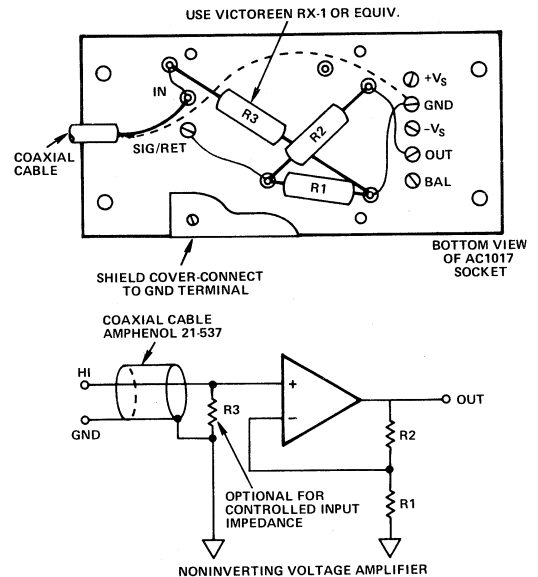 USE VICTOREEN RX-1 OR EQUIV.
IN
R3
R2
R1
+VS
GND
-VS
OUT
BAL
SIG/RET
COAXIAL
CABLE
BOTTOM VIEW
OF AC1017
SOCKET
SHIELD COVER-CONNECT
TO GND TERMINAL
COAXIAL CABLE
AMPHENOL 21-537
HI
GND
R3
+
-
OUT
R2
R1
OPTIONAL FOR
CONTROLLED INPUT
IMPEDANCE
NONINVERTING VOLTAGE AMPLIFIER